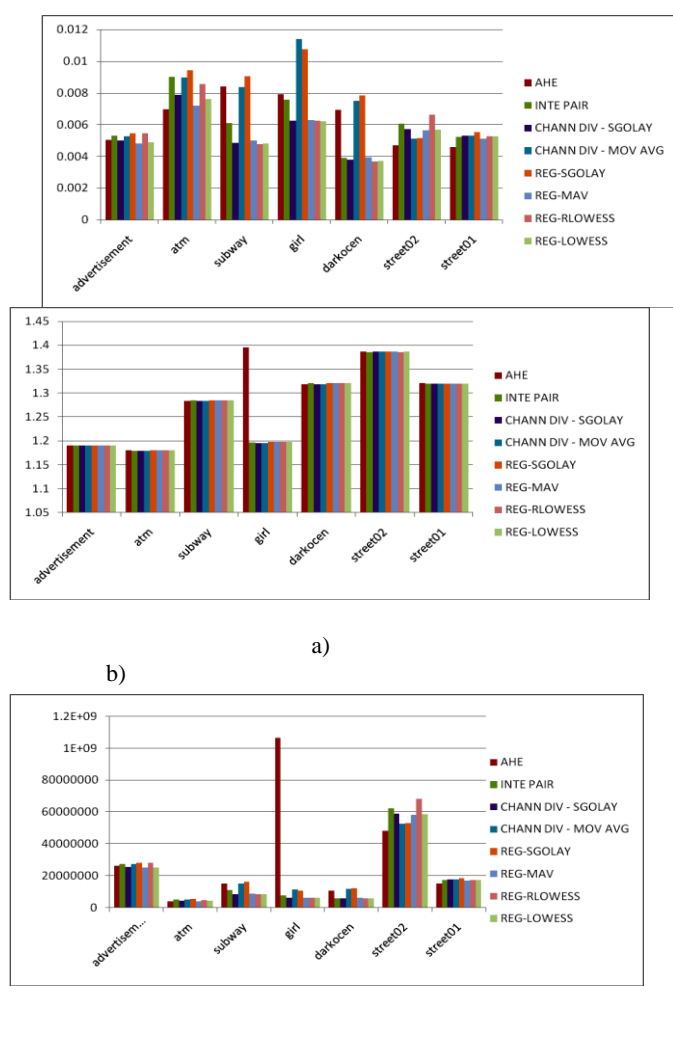 0.012
0.01
0.008
0.006
0.004
0.002
0
advertisement
atm
subway
girl
darkocen
street02
street01
AHE
INTE PAIR
CHANN DIV - SGOLAY
CHANN DIV - MOV AVG
REG-SGOLAY
REG-MAV
REG-RLOWESS
REG-LOWESS
1.45
1.4
1.35
1.3
1.25
1.2
1.15
1.1
1.05
advertisement
atm
subway
girl
darkocen
street02
street01
AHE
INTE PAIR
CHANN DIV - SGOLAY
CHANN DIV - MOV AVG
REG-SGOLAY
REG-MAV
REG-RLOWESS
REG-LOWESS
a)
b)
1.2E+09
1E+09
80000000
60000000
40000000
20000000
0
advertisem...
atm
subway
girl
darkocen
street02
street01
AHE
INTE PAIR
CHANN DIV - SGOLAY
CHANN DIV - MOV AVG
REG-SGOLAY
REG-MAV
REG-RLOWESS
REG-LOWESS